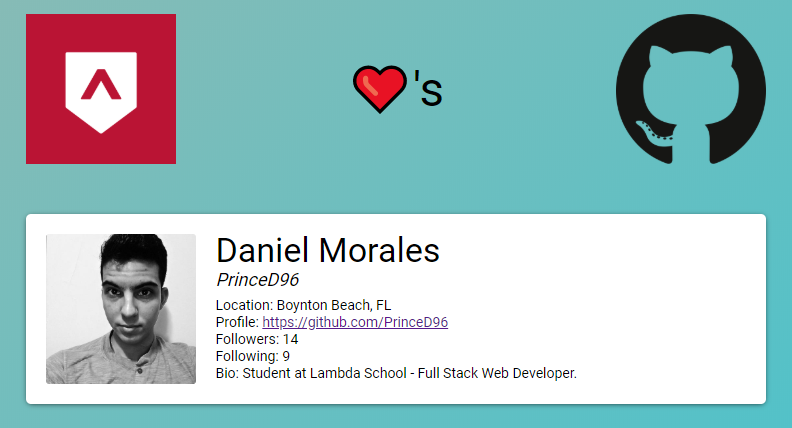 ❤'s
Daniel Morales
PrinceD96
Location: Boynton Beach, FL
Profile: https://github.com/PrinceD96
Followers: 14
Following: 9
Bio: Student at Lambda School - Full Stack Web Developer.